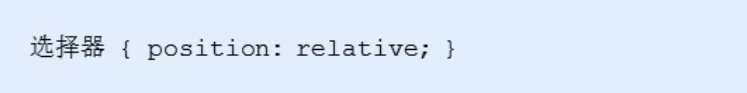 选择器 { position: relative; }